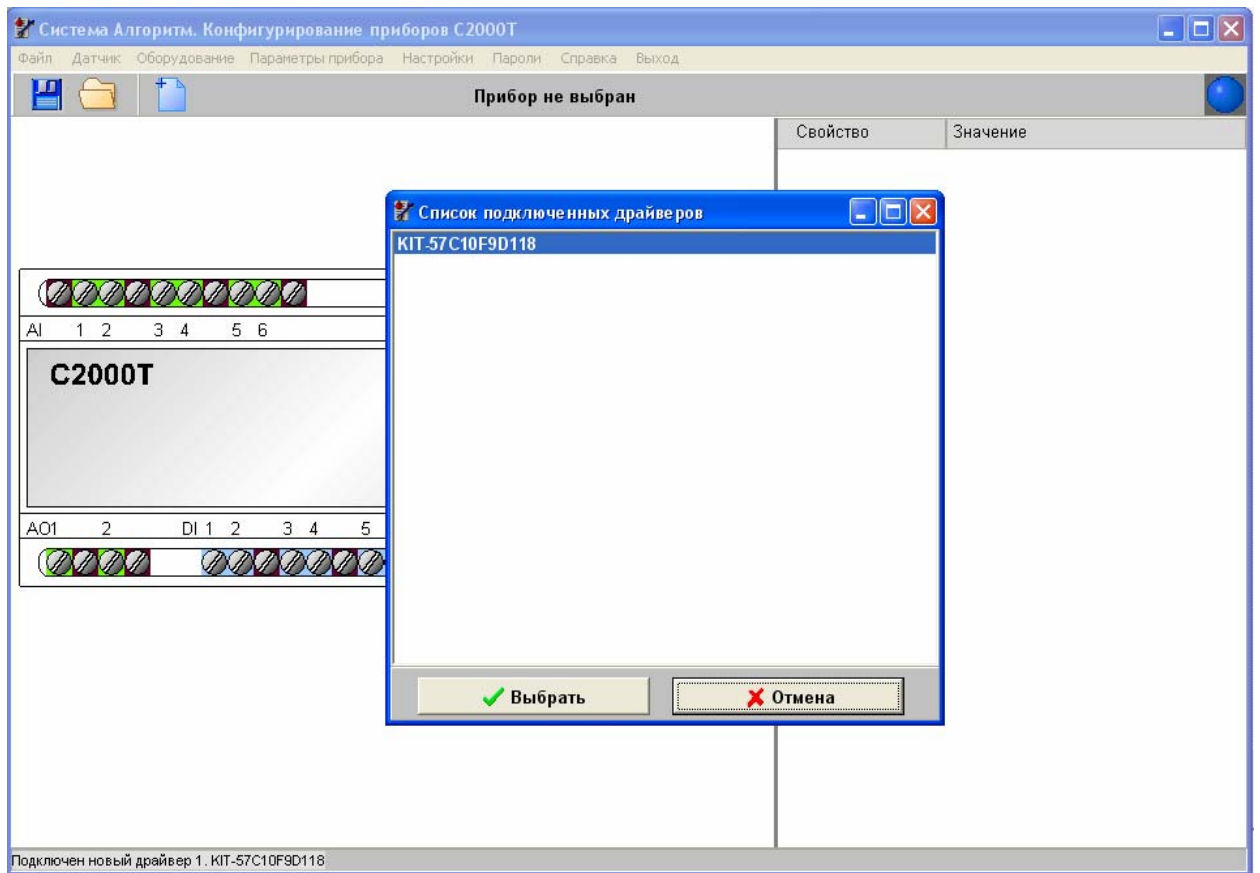 Система Алгоритм. Конфигурирование приборов С2000Т
Файл Датчик Оборудование Параметры прибора Настройки Пароли Справка Выход
Прибор не выбран
Свойство Значение
Список подключенных драйверов
KIT-57C10F9D118
AI 1 2 3 4 5 6
С2000Т
AO1 2 DI 1 2 3 4 5
Выбрать Отмена
Подключен новый драйвер 1. KIT-57C10F9D118